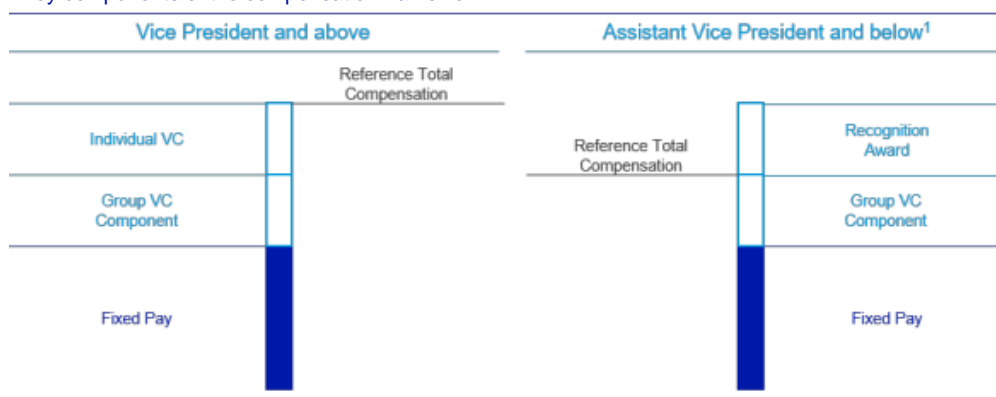 Vice President and above
Reference Total
Compensation
Individual VC
Group VC
Component
Fixed Pay
Assistant Vice President and below¹
Reference Total
Compensation
Recognition
Award
Group VC
Component
Fixed Pay